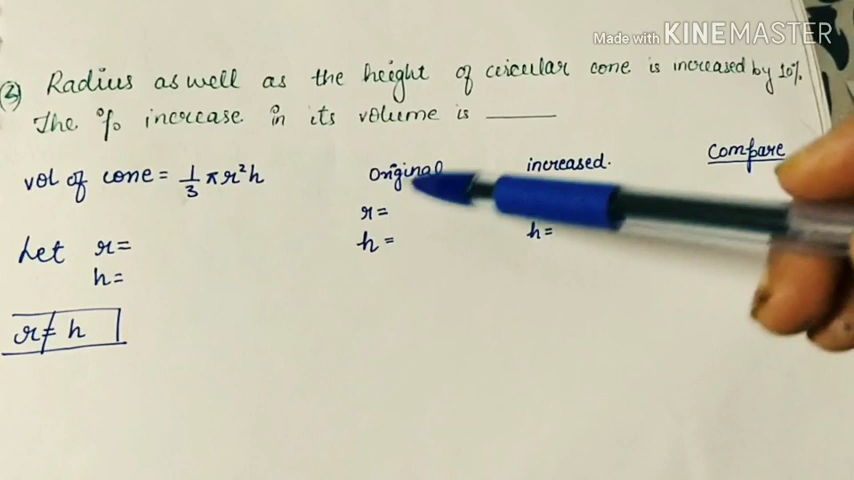 Made with KINEMASTER
(2) Radius as well as the height of circular cone is increased by 10%.
The % increase in its volume is ______
Compare
vol of cone = 1/3 πr²h original increased.
r =
h = h =
Let r =
h =
r ≠ h